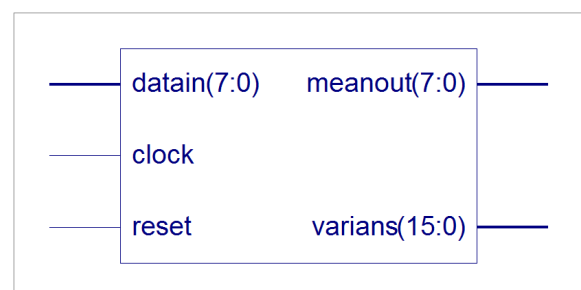 datain(7:0) meanout(7:0)
clock
reset varians(15:0)